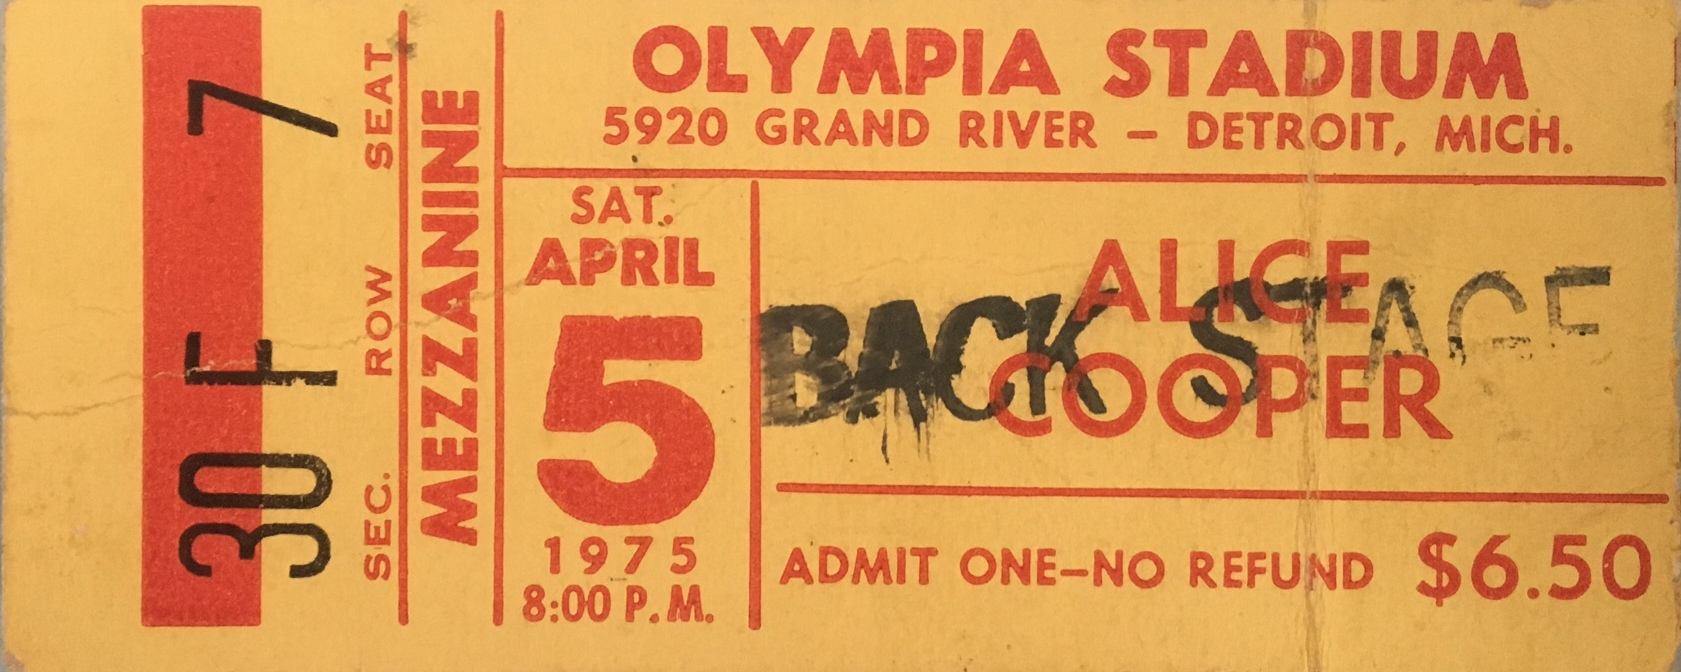 30 F 7
SEC. ROW SEAT
MEZZANINE
OLYMPIA STADIUM
5920 GRAND RIVER – DETROIT, MICH.
SAT.
APRIL
5
1975
8:00 P.M.
ALICE
BACK STAGE
COOPER
ADMIT ONE–NO REFUND $6.50